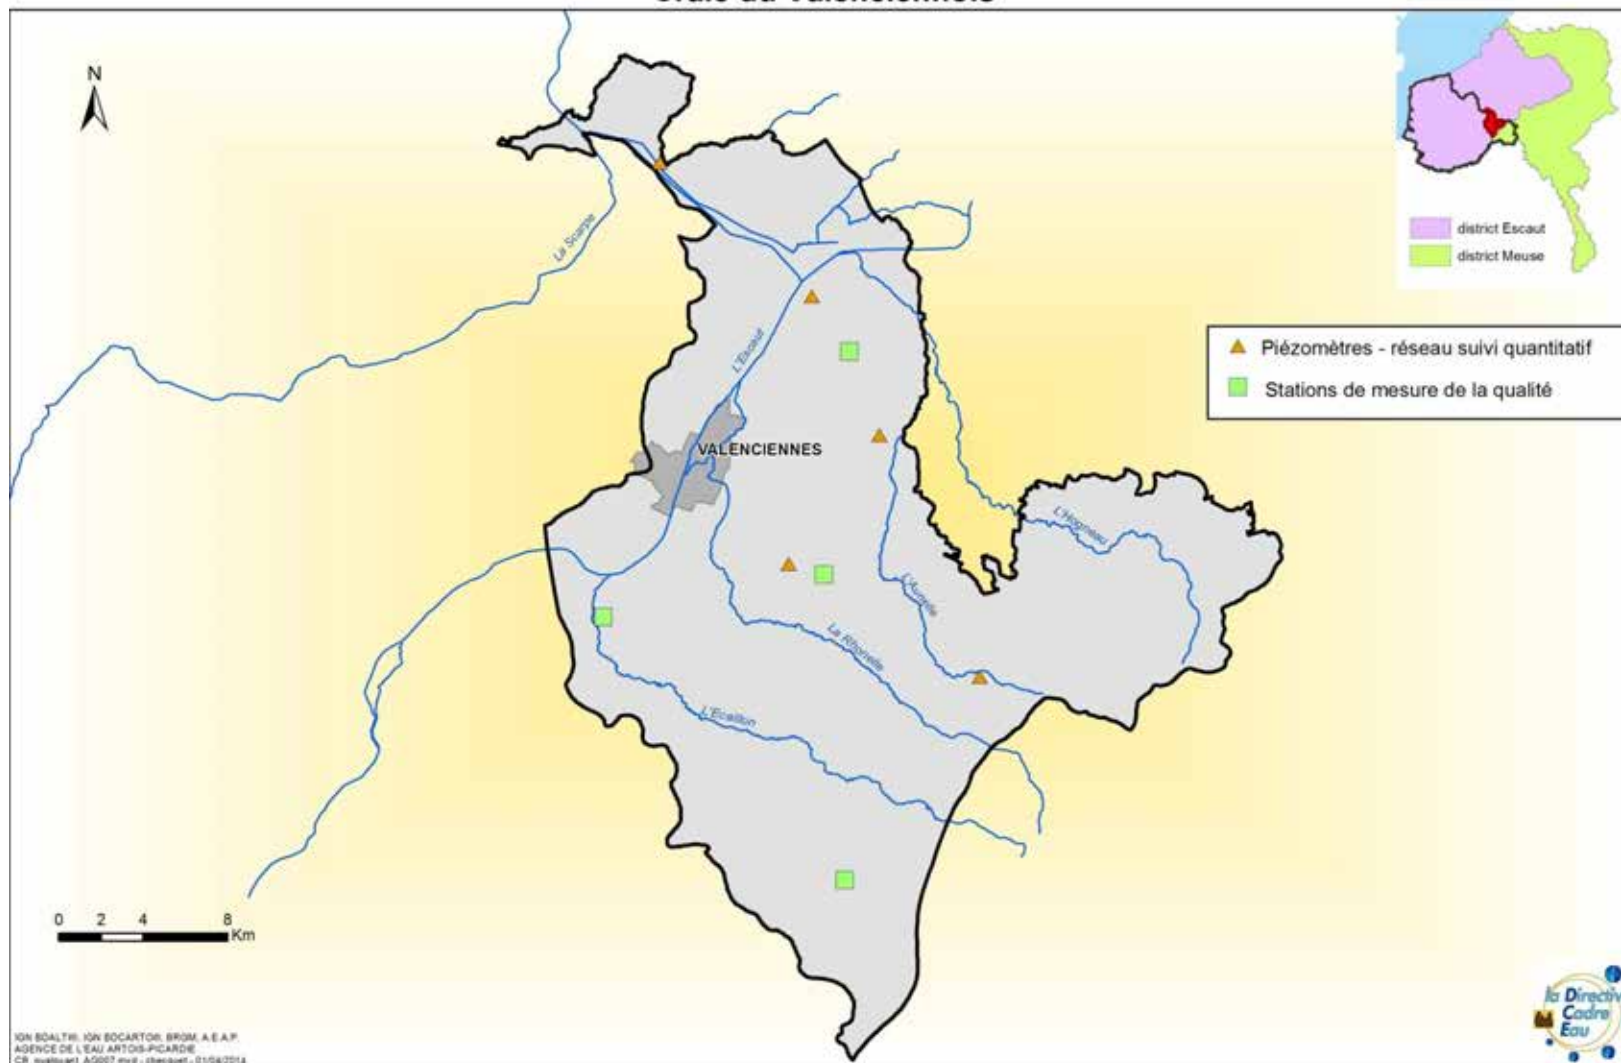 N
La Scarpe
L'Escaut
VALENCIENNES
L'Hogneau
L'Aunelle
La Rhonelle
L'Ecaillon
district Escaut
district Meuse
Piézomètres - réseau suivi quantitatif
Stations de mesure de la qualité
0 2 4 8
Km
AGENCE DE L'EAU ARTOIS-PICARDIE
la Directive
Cadre
Eau